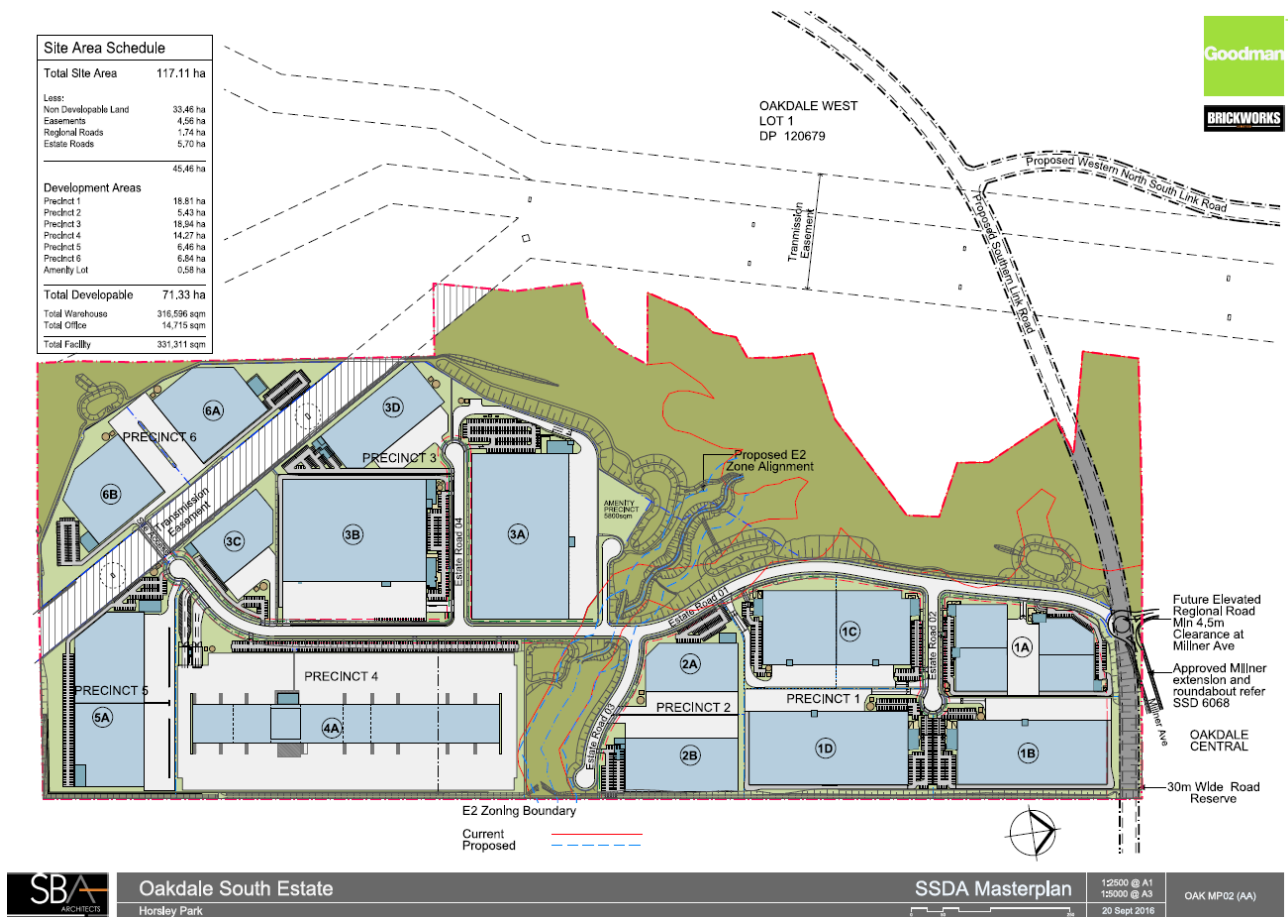 Site Area Schedule
Total Site Area 117.11 ha
Less:
Non Developable Land 33.46 ha
Easements 4.56 ha
Regional Roads 1.74 ha
Estate Roads 5.70 ha
45.46 ha
Development Areas
Precinct 1 18.81 ha
Precinct 2 5.43 ha
Precinct 3 18.94 ha
Precinct 4 14.27 ha
Precinct 5 6.46 ha
Precinct 6 6.84 ha
Amenity Lot 0.58 ha
Total Developable 71.33 ha
Total Warehouse 316,596 sqm
Total Office 14,715 sqm
Total Facility 331,311 sqm
Goodman
BRICKWORKS
OAKDALE WEST
LOT 1
DP 120679
Proposed Western North South Link Road
Proposed Southern Link Road
Tranmission
Easement
6A
PRECINCT 6
6B
Transmission
Easement
3D
PRECINCT 3
3C
3B
Estate Road 04
3A
AMENITY
PRECINCT
5800sqm
Proposed E2
Zone Alignment
Estate Road 01
1C
Estate Road 02
1A
2A
PRECINCT 1
PRECINCT 2
PRECINCT 4
PRECINCT 5
5A
4A
Estate Road 03
2B
1D
1B
Future Elevated
Regional Road
Min 4.5m
Clearance at
Millner Ave
Approved Millner
extension and
roundabout refer
SSD 6068
Millner Ave
OAKDALE
CENTRAL
30m Wide Road
Reserve
E2 Zoning Boundary
Current
Proposed
SBA
ARCHITECTS
Oakdale South Estate
Horsley Park
SSDA Masterplan
1:2500 @ A1
1:5000 @ A3
20 Sept 2016
OAK MP02 (AA)